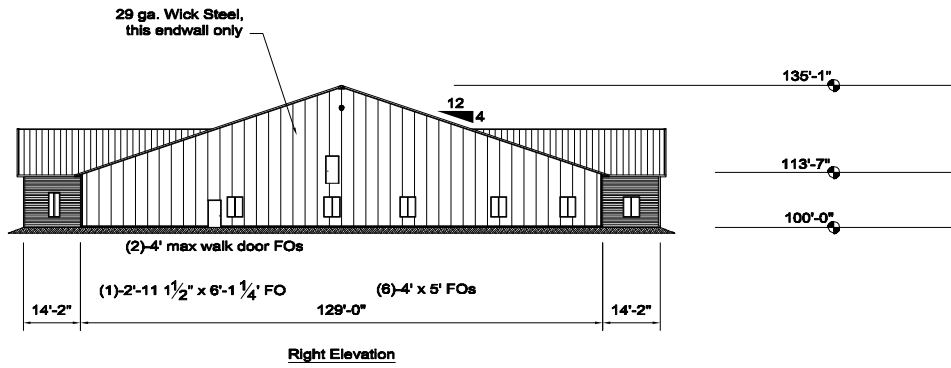 29 ga. Wick Steel,
this endwall only
135'-1"
12
4
113'-7"
100'-0"
(2)-4' max walk door FOs
(1)-2'-11 1½" x 6'-1 ¼' FO
(6)-4' x 5' FOs
14'-2"
129'-0"
14'-2"
Right Elevation